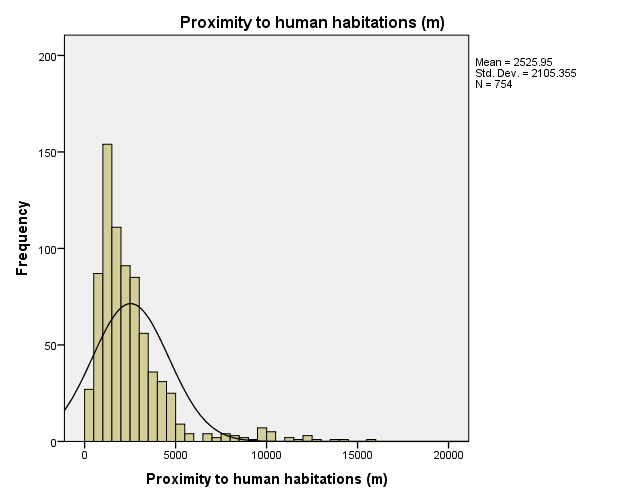 Proximity to human habitations (m)
Mean = 2525.95
Std. Dev. = 2105.355
N = 754
200
150
100
50
0
Frequency
0 5000 10000 15000 20000
Proximity to human habitations (m)